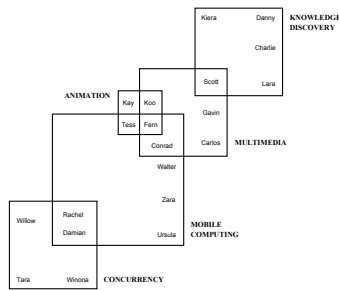 Kiera Danny KNOWLEDGE
DISCOVERY
Charlie
Scott Lara
ANIMATION
Kay Koo
Gavin
Tess Fern
Conrad Carlos MULTIMEDIA
Walter
Zara
Willow Rachel
MOBILE
Damian Ursula COMPUTING
Tara Winona CONCURRENCY